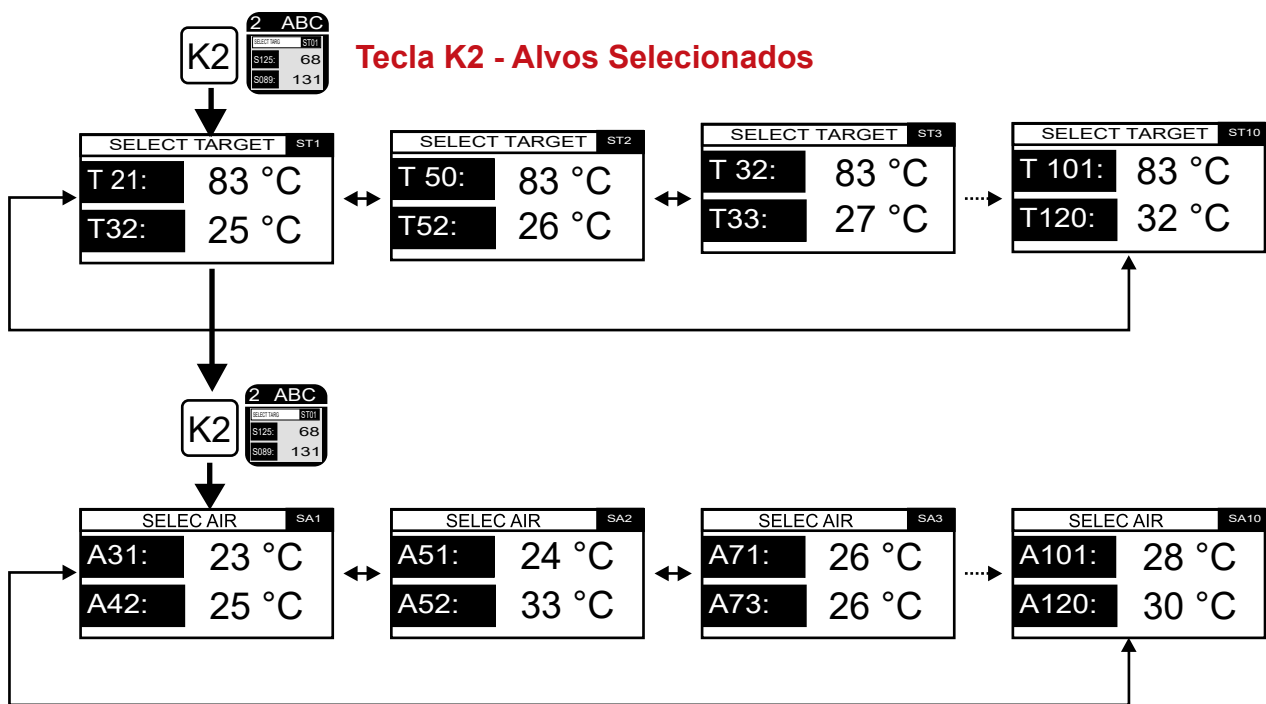 2 ABC
SELECT TARG ST01
S125: 68
S089: 131
K2
Tecla K2 - Alvos Selecionados
SELECT TARGET ST1
T 21: 83 °C
T32: 25 °C
SELECT TARGET ST2
T 50: 83 °C
T52: 26 °C
SELECT TARGET ST3
T 32: 83 °C
T33: 27 °C
SELECT TARGET ST10
T 101: 83 °C
T120: 32 °C
2 ABC
SELECT TARG ST01
S125: 68
S089: 131
K2
SELEC AIR SA1
A31: 23 °C
A42: 25 °C
SELEC AIR SA2
A51: 24 °C
A52: 33 °C
SELEC AIR SA3
A71: 26 °C
A73: 26 °C
SELEC AIR SA10
A101: 28 °C
A120: 30 °C